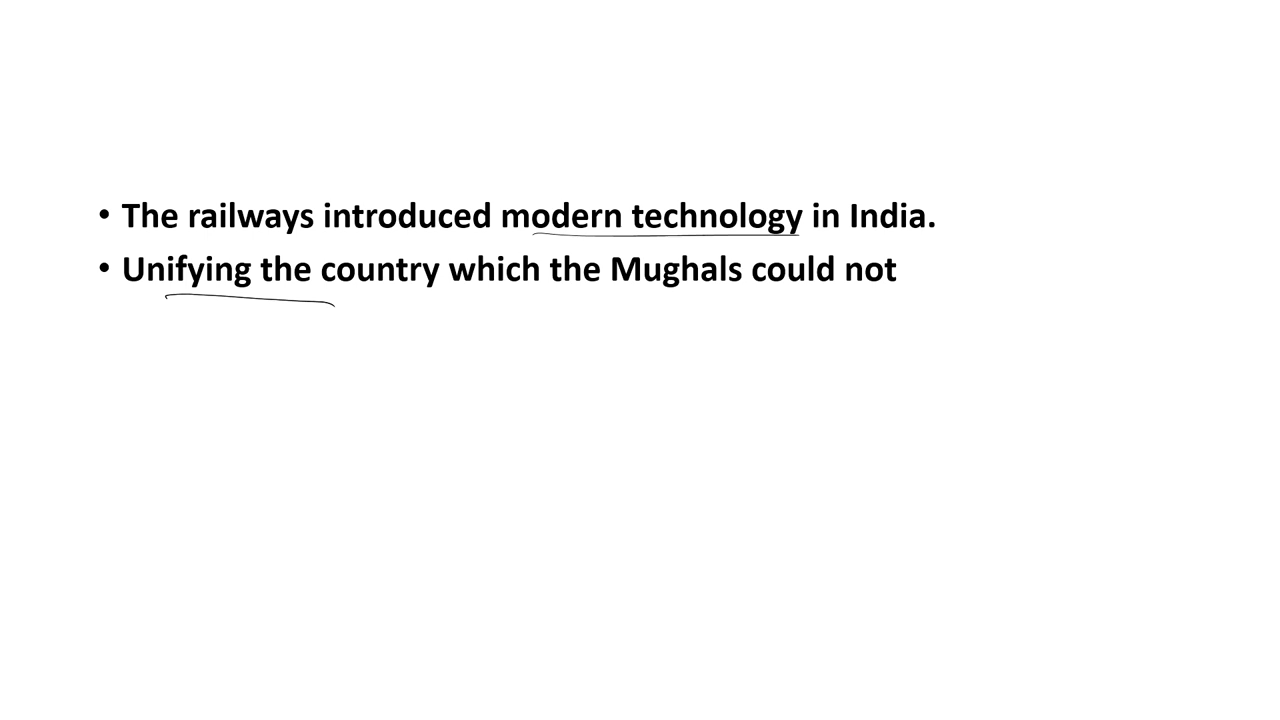 • The railways introduced modern technology in India.
• Unifying the country which the Mughals could not